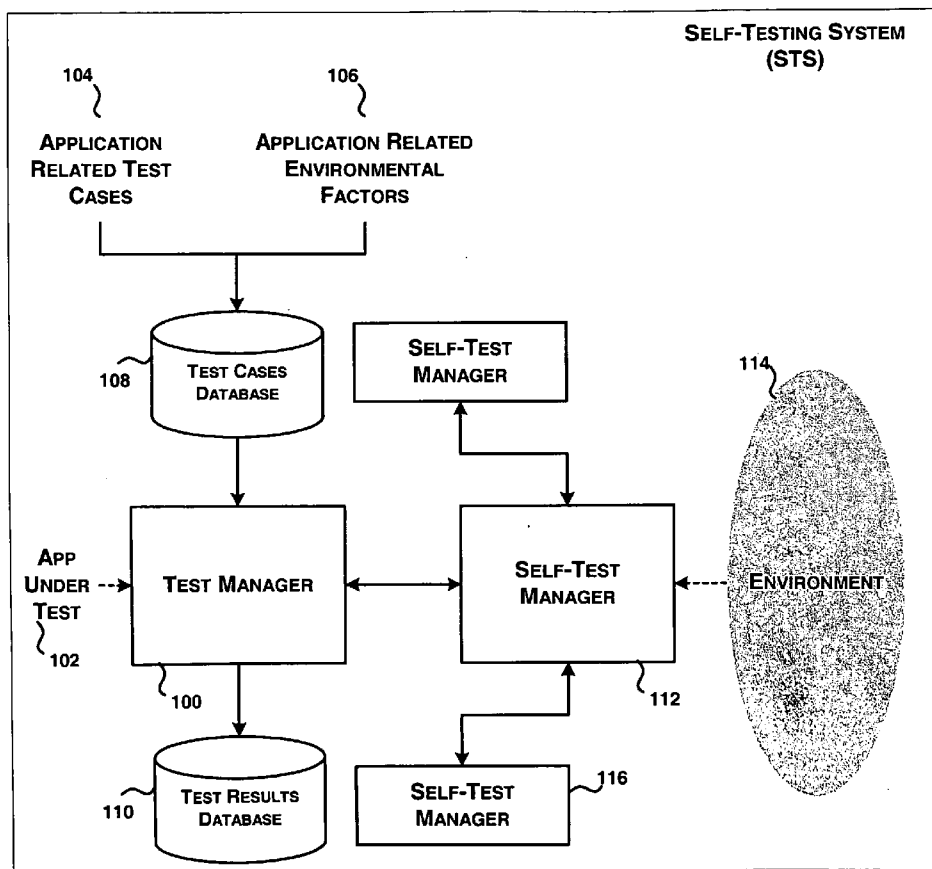 SELF-TESTING SYSTEM
(STS)
104
106
APPLICATION
RELATED TEST
CASES
APPLICATION RELATED
ENVIRONMENTAL
FACTORS
108
TEST CASES
DATABASE
SELF-TEST
MANAGER
114
APP
UNDER
TEST
102
TEST MANAGER
100
SELF-TEST
MANAGER
112
ENVIRONMENT
110
TEST RESULTS
DATABASE
SELF-TEST
MANAGER
116